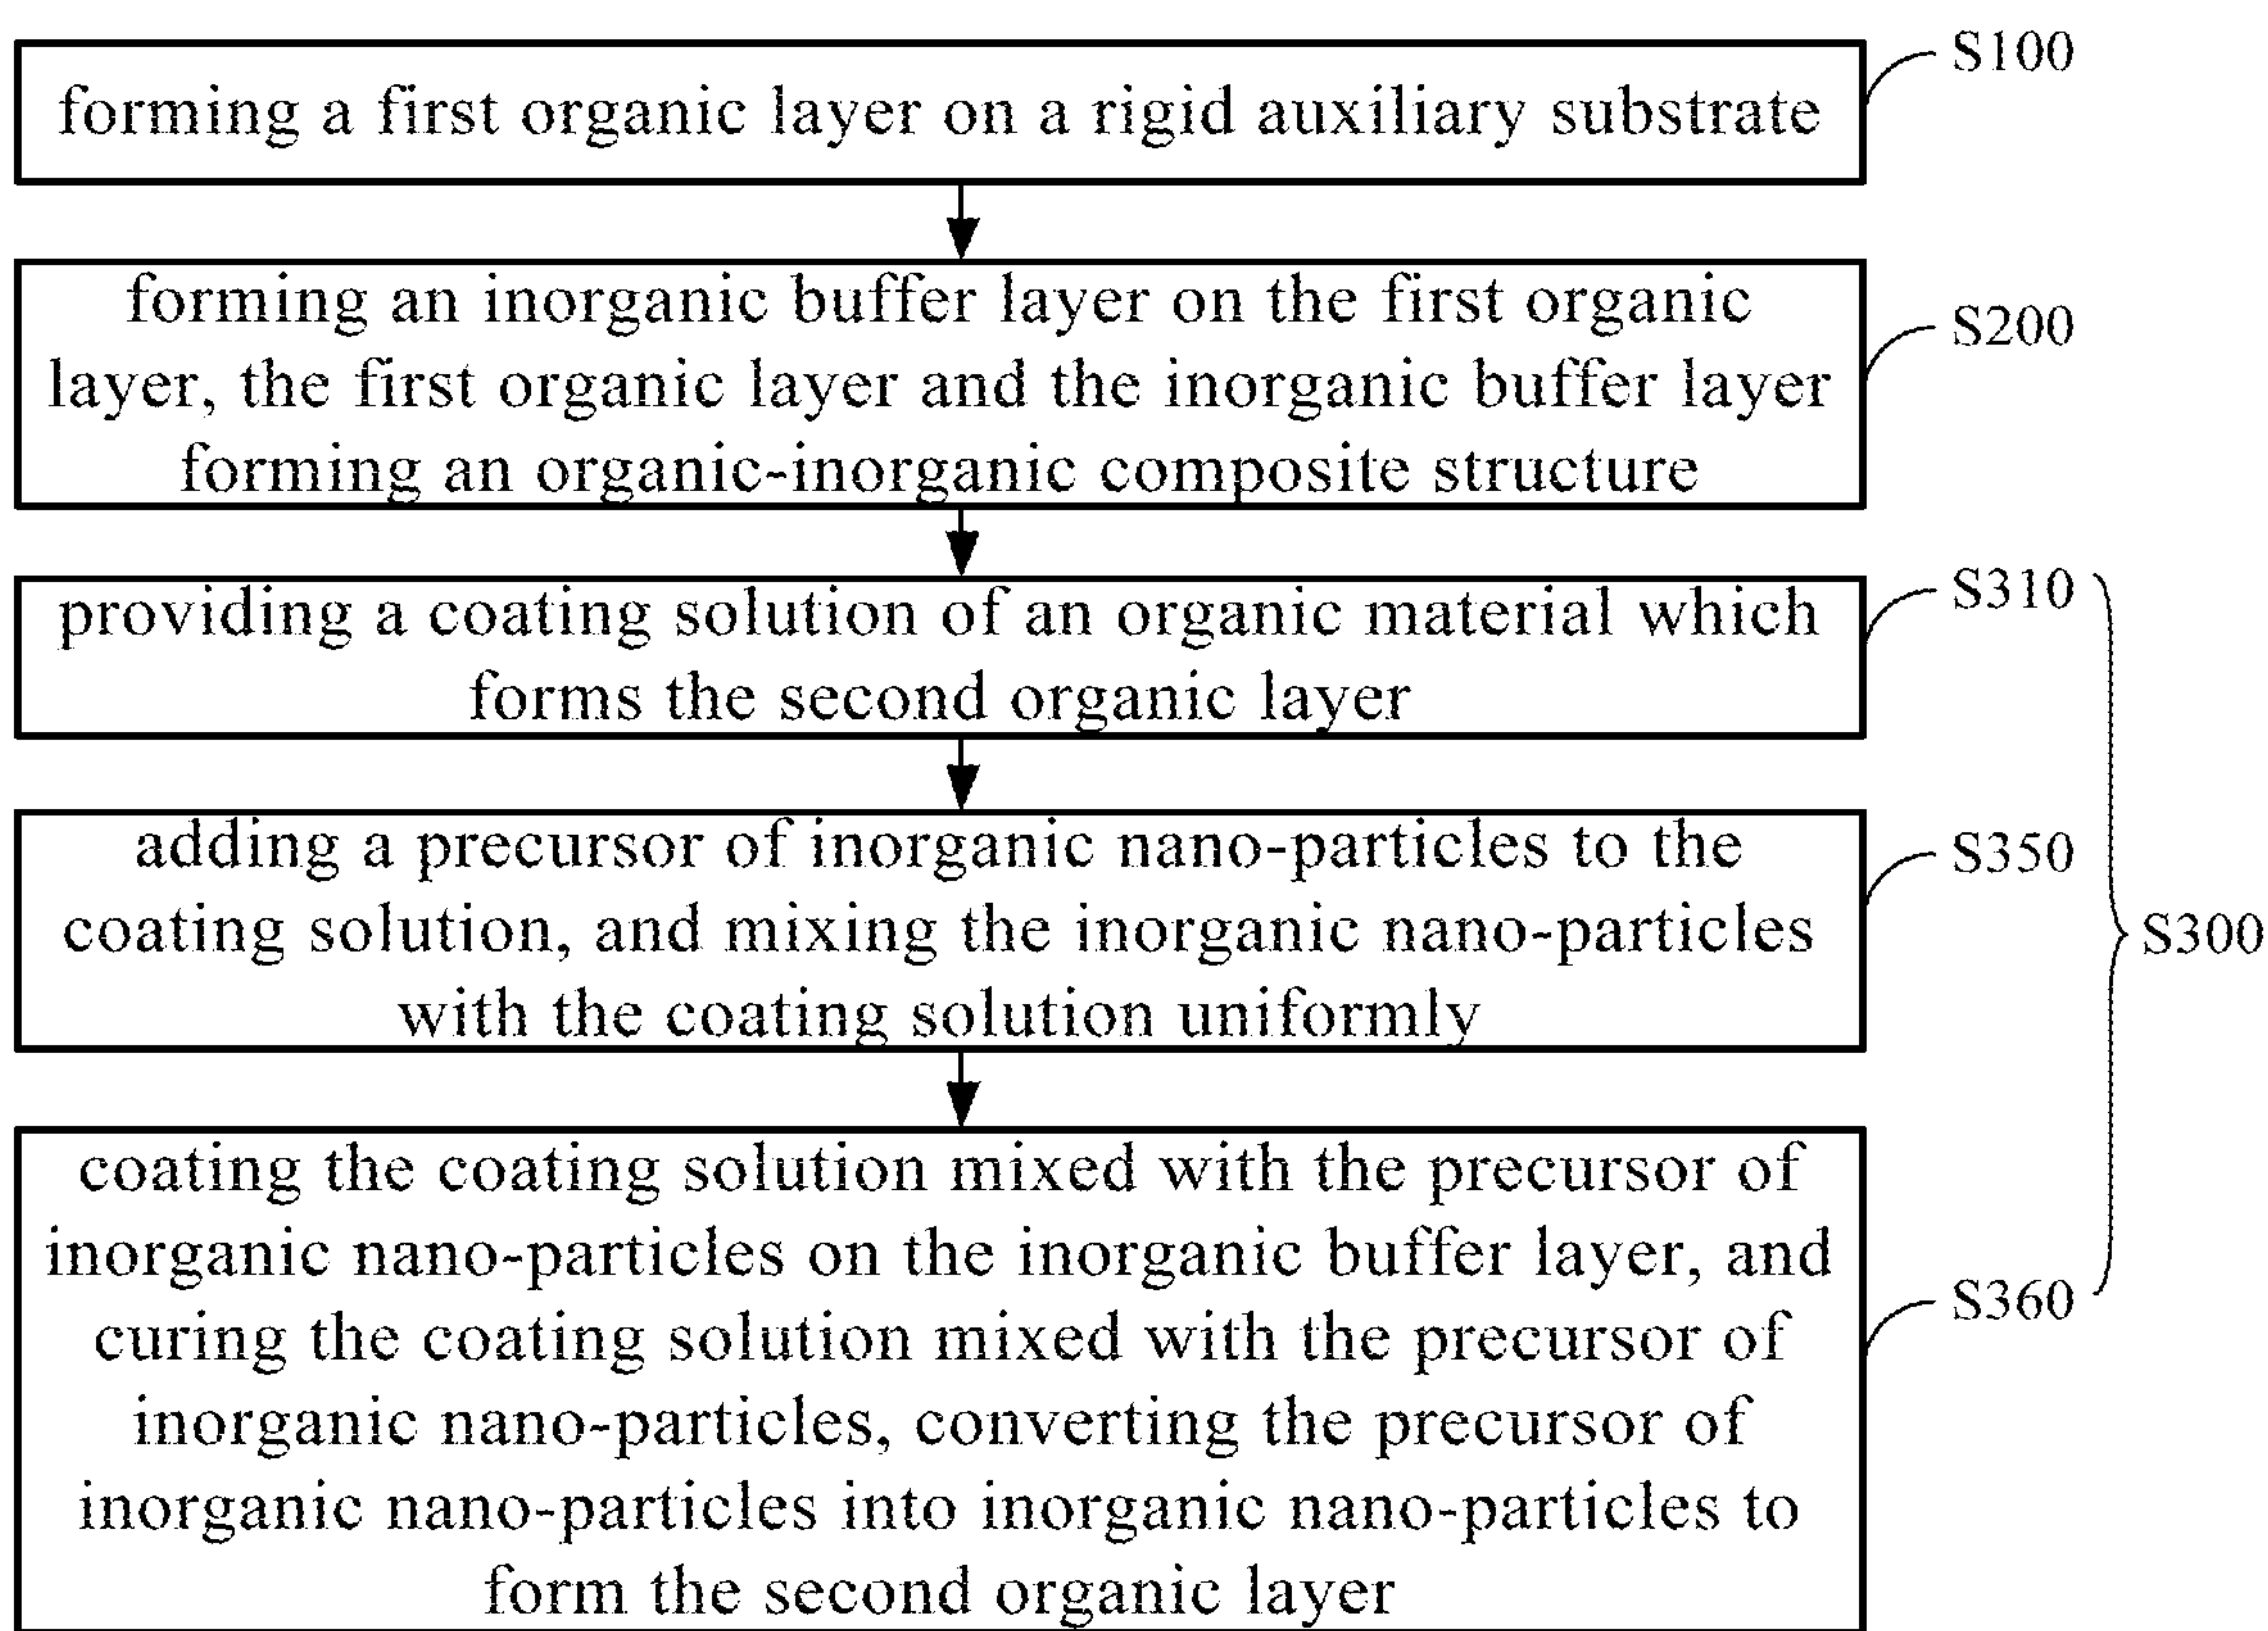 forming a first organic layer on a rigid auxiliary substrate
S100
forming an inorganic buffer layer on the first organic
layer, the first organic layer and the inorganic buffer layer
forming an organic-inorganic composite structure
S200
providing a coating solution of an organic material which
forms the second organic layer
S310
adding a precursor of inorganic nano-particles to the
coating solution, and mixing the inorganic nano-particles
with the coating solution uniformly
S350
S300
coating the coating solution mixed with the precursor of
inorganic nano-particles on the inorganic buffer layer, and
curing the coating solution mixed with the precursor of
inorganic nano-particles, converting the precursor of
inorganic nano-particles into inorganic nano-particles to
form the second organic layer
S360